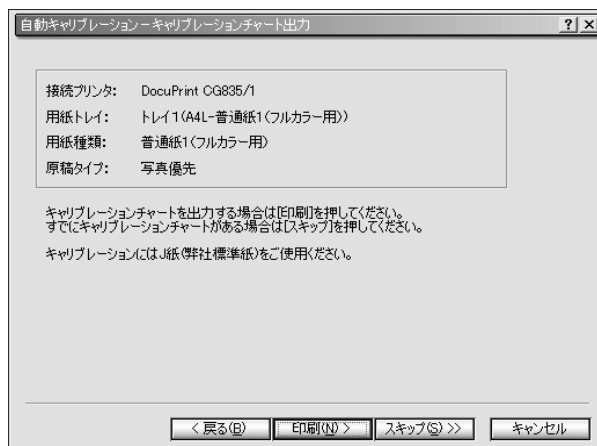 自動キャリブレーション－キャリブレーションチャート出力
接続プリンタ: DocuPrint CG835/1
用紙トレイ: トレイ1(A4L-普通紙1(フルカラー用))
用紙種類: 普通紙1(フルカラー用)
原稿タイプ: 写真優先
キャリブレーションチャートを出力する場合は[印刷]を押してください。
すでにキャリブレーションチャートがある場合は[スキップ]を押してください。
キャリブレーションにはJ紙(弊社標準紙)をご使用ください。
< 戻る(B) 印刷(N) > スキップ(S) >> キャンセル